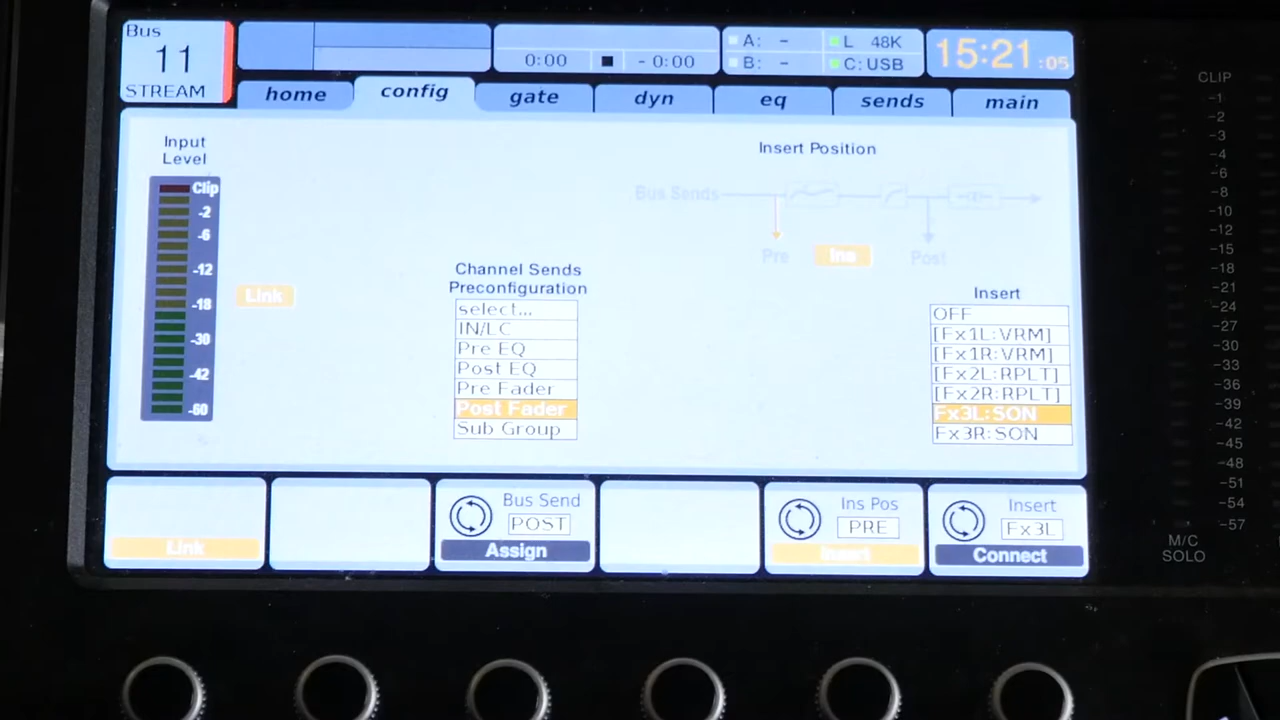 Bus
11
STREAM
0:00 - 0:00
A: -
B: -
L 48K
C: USB
15:21:05
home config gate dyn eq sends main
Input
Level
Clip
-2
-6
-12
-18
-30
-42
-60
Link
Channel Sends
Preconfiguration
select...
IN/LC
Pre EQ
Post EQ
Pre Fader
Post Fader
Sub Group
Insert Position
Bus Sends
Pre Ins Post
Insert
OFF
[Fx1L:VRM]
[Fx1R:VRM]
[Fx2L:RPLT]
[Fx2R:RPLT]
Fx3L:SON
Fx3R:SON
Link
Bus Send
POST
Assign
Ins Pos
PRE
Insert
Insert
Fx3L
Connect
CLIP
-1
-2
-3
-4
-6
-8
-10
-12
-15
-18
-21
-24
-27
-30
-33
-36
-39
-42
-45
-48
-51
-54
-57
M/C
SOLO